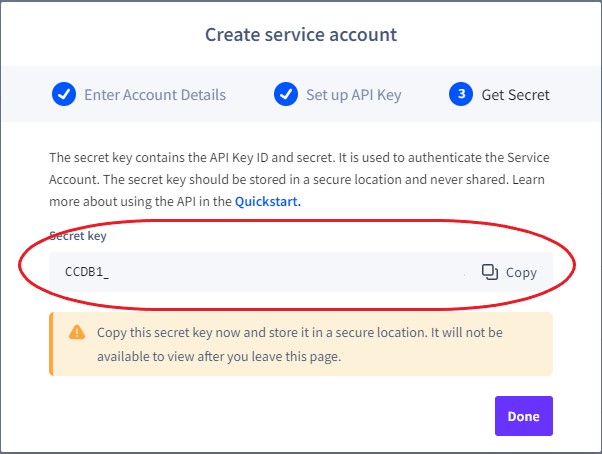 Create service account
Enter Account Details
Set up API Key
3 Get Secret
The secret key contains the API Key ID and secret. It is used to authenticate the Service
Account. The secret key should be stored in a secure location and never shared. Learn
more about using the API in the Quickstart.
Secret key
CCDB1_
Copy
Copy this secret key now and store it in a secure location. It will not be
available to view after you leave this page.
Done